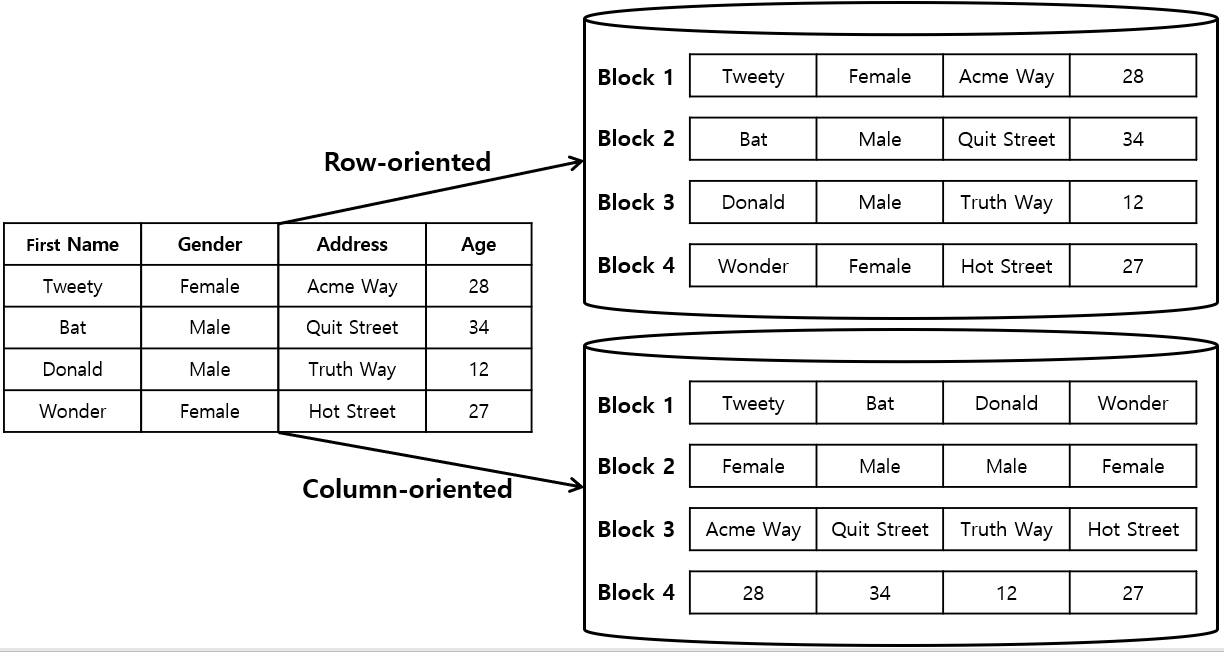 Block 1 Tweety Female Acme Way 28
Block 2 Bat Male Quit Street 34
Row-oriented
Block 3 Donald Male Truth Way 12
Block 4 Wonder Female Hot Street 27
First Name Gender Address Age
Tweety Female Acme Way 28
Bat Male Quit Street 34
Donald Male Truth Way 12
Wonder Female Hot Street 27
Column-oriented
Block 1 Tweety Bat Donald Wonder
Block 2 Female Male Male Female
Block 3 Acme Way Quit Street Truth Way Hot Street
Block 4 28 34 12 27